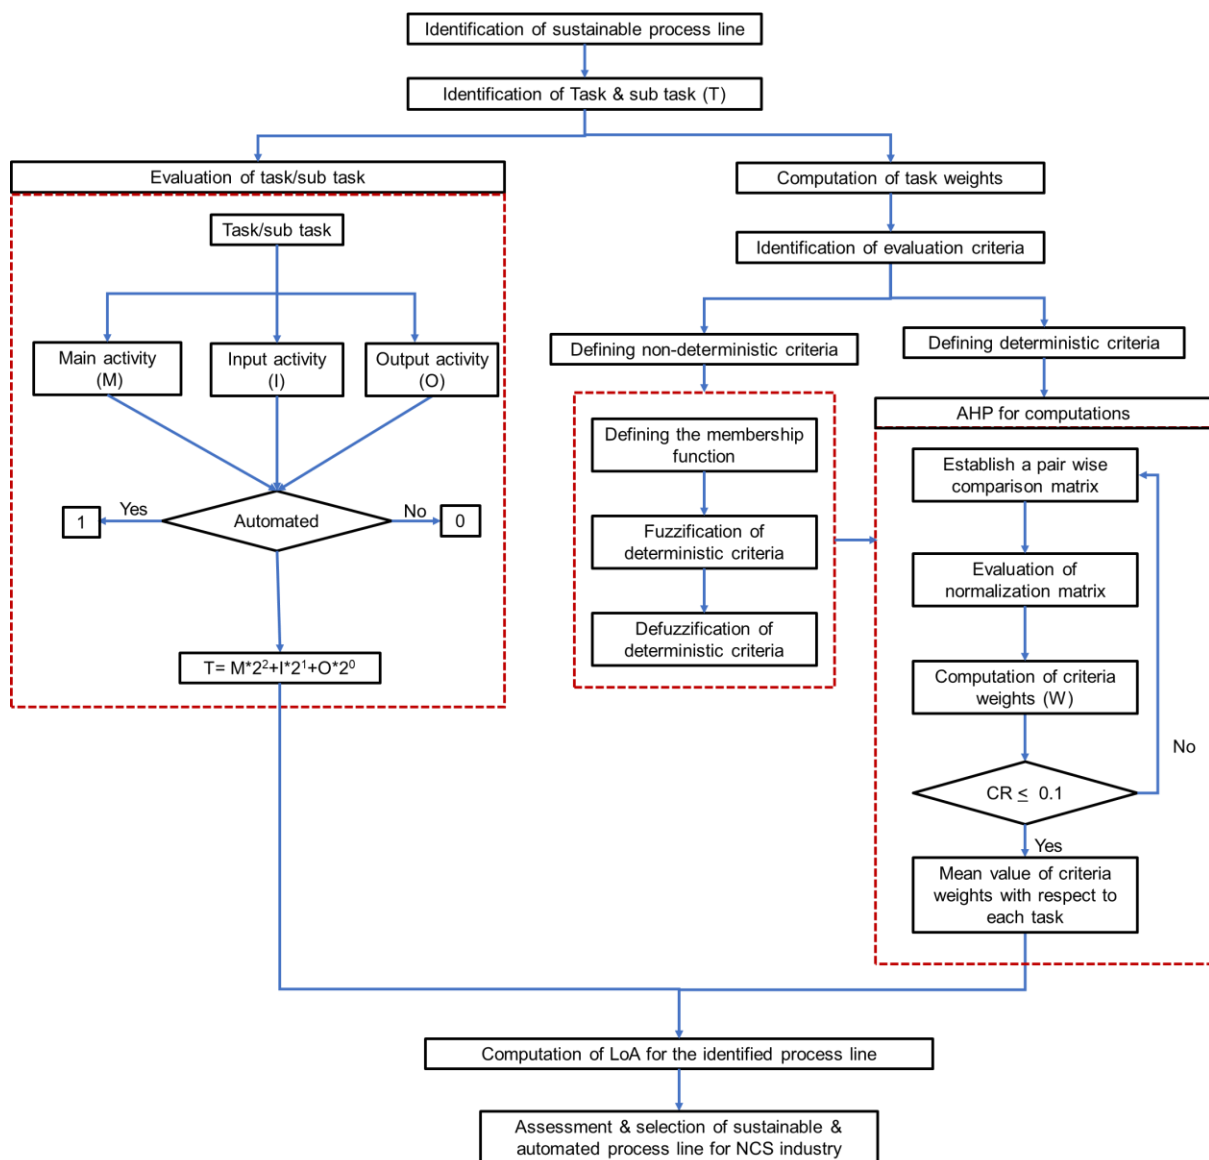 Identification of sustainable process line
Identification of Task & sub task (T)
Evaluation of task/sub task
Task/sub task
Main activity
(M)
Input activity
(I)
Output activity
(O)
Automated
Yes
1
No
0
T= M*2²+I*2¹+O*2⁰
Computation of task weights
Identification of evaluation criteria
Defining non-deterministic criteria
Defining the membership
function
Fuzzification of
deterministic criteria
Defuzzification of
deterministic criteria
Defining deterministic criteria
AHP for computations
Establish a pair wise
comparison matrix
Evaluation of
normalization matrix
Computation of criteria
weights (W)
CR ≤ 0.1
No
Yes
Mean value of criteria
weights with respect to
each task
Computation of LoA for the identified process line
Assessment & selection of sustainable &
automated process line for NCS industry